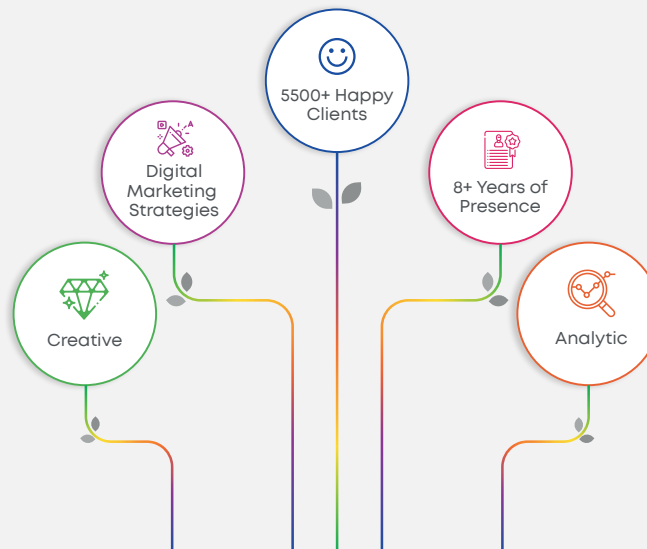 5500+ Happy
Clients
Digital
Marketing
Strategies
8+ Years of
Presence
Creative
Analytic